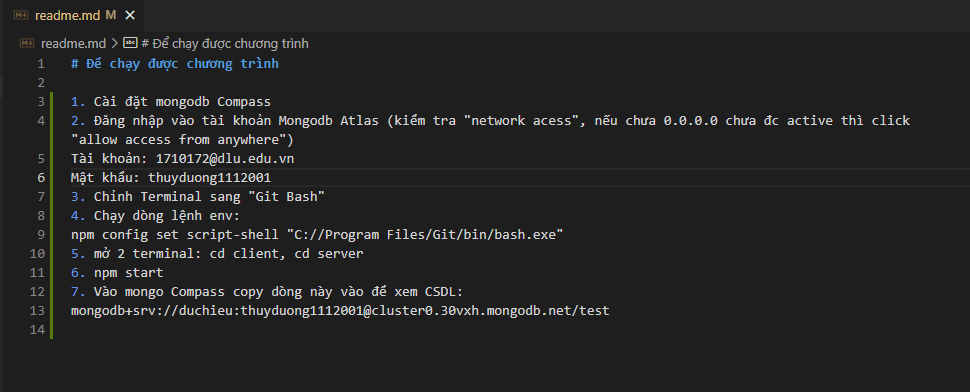 readme.md M
readme.md > # Để chạy được chương trình
1 # Để chạy được chương trình
2
3 1. Cài đặt mongodb Compass
4 2. Đăng nhập vào tài khoản Mongodb Atlas (kiểm tra "network acess", nếu chưa 0.0.0.0 chưa đc active thì click
"allow access from anywhere")
5 Tài khoản: 1710172@dlu.edu.vn
6 Mật khẩu: thuyduong1112001
7 3. Chỉnh Terminal sang "Git Bash"
8 4. Chạy dòng lệnh env:
9 npm config set script-shell "C://Program Files/Git/bin/bash.exe"
10 5. mở 2 terminal: cd client, cd server
11 6. npm start
12 7. Vào mongo Compass copy dòng này vào để xem CSDL:
13 mongodb+srv://duchieu:thuyduong1112001@cluster0.30vxh.mongodb.net/test
14